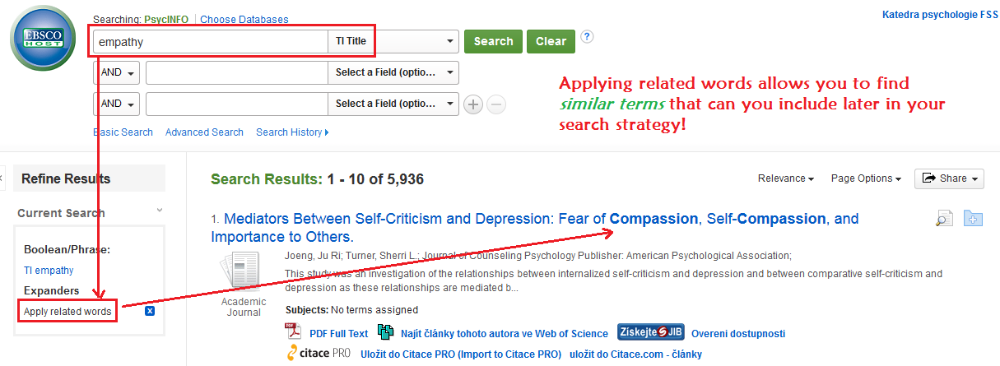 Searching: PsycINFO Choose Databases
Katedra psychologie FSS
EBSCO
HOST
empathy TI Title Search Clear ?
AND Select a Field (optio...
AND Select a Field (optio...
Basic Search Advanced Search Search History
Applying related words allows you to find
similar terms that can you include later in your
search strategy!
Refine Results
Current Search
Boolean/Phrase:
TI empathy
Expanders
Apply related words x
Search Results: 1 - 10 of 5,936
Relevance Page Options Share
1. Mediators Between Self-Criticism and Depression: Fear of Compassion, Self-Compassion, and
Importance to Others.
Joeng, Ju Ri; Turner, Sherri L.; Journal of Counseling Psychology Publisher: American Psychological Association;
This study was an investigation of the relationships between internalized self-criticism and depression and between comparative self-criticism and
depression as these relationships are mediated b...
Academic
Journal
Subjects: No terms assigned
PDF Full Text Najít články tohoto autora ve Web of Science Získejte SJIB Overeni dostupnosti
citace PRO Uložit do Citace PRO (Import to Citace PRO) uložit do Citace.com - články